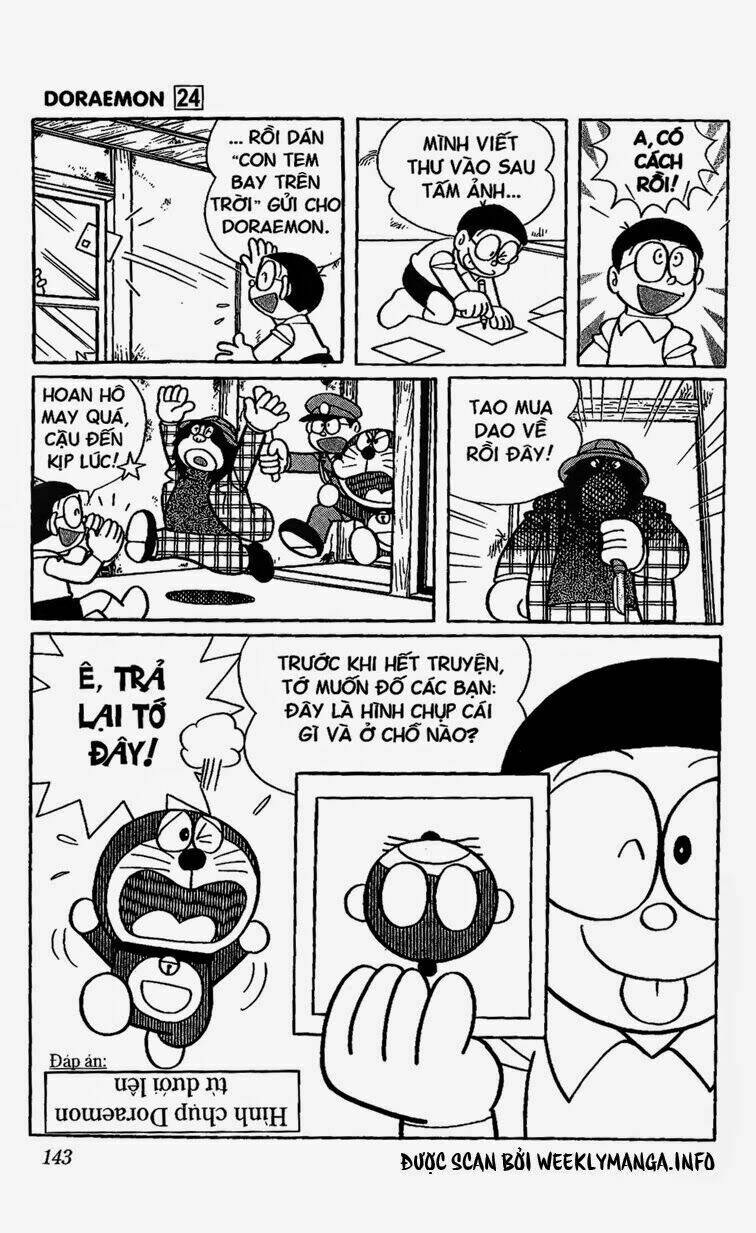 DORAEMON 24
A, CÓ
CÁCH
RỒI!
MÌNH VIẾT
THƯ VÀO SAU
TẤM ẢNH...
... RỒI DÁN
"CON TEM
BAY TRÊN
TRỜI" GỬI CHO
DORAEMON.
TAO MUA
DAO VỀ
RỒI ĐÂY!
HOAN HÔ
MAY QUÁ,
CẬU ĐẾN
KỊP LÚC!
TRƯỚC KHI HẾT TRUYỆN,
TỚ MUỐN ĐỐ CÁC BẠN:
ĐÂY LÀ HÌNH CHỤP CÁI
GÌ VÀ Ở CHỖ NÀO?
Ê, TRẢ
LẠI TỚ
ĐÂY!
Đáp án:
Hình chụp Doraemon
từ dưới lên
143
ĐƯỢC SCAN BỞI WEEKLYMANGA.INFO